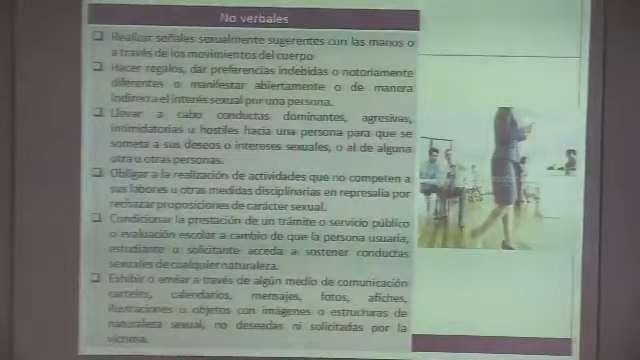 No verbales
❑ Realizar señales sexualmente sugerentes con las manos o
a través de los movimientos del cuerpo
❑ Hacer regalos, dar preferencias indebidas o notoriamente
diferentes o manifestar abiertamente o de manera
indirecta el interés sexual por una persona.
❑ Llevar a cabo conductas dominantes, agresivas,
intimidatorias u hostiles hacia una persona para que se
someta a sus deseos o intereses sexuales, o al de alguna
otra u otras personas.
❑ Obligar a la realización de actividades que no competen a
sus labores u otras medidas disciplinarias en represalia por
rechazar proposiciones de carácter sexual.
❑ Condicionar la prestación de un trámite o servicio público
o evaluación escolar a cambio de que la persona usuaria,
estudiante o solicitante acceda a sostener conductas
sexuales de cualquier naturaleza.
❑ Exhibir o enviar a través de algún medio de comunicación
carteles, calendarios, mensajes, fotos, afiches,
ilustraciones u objetos con imágenes o estructuras de
naturaleza sexual, no deseadas ni solicitadas por la
víctima.